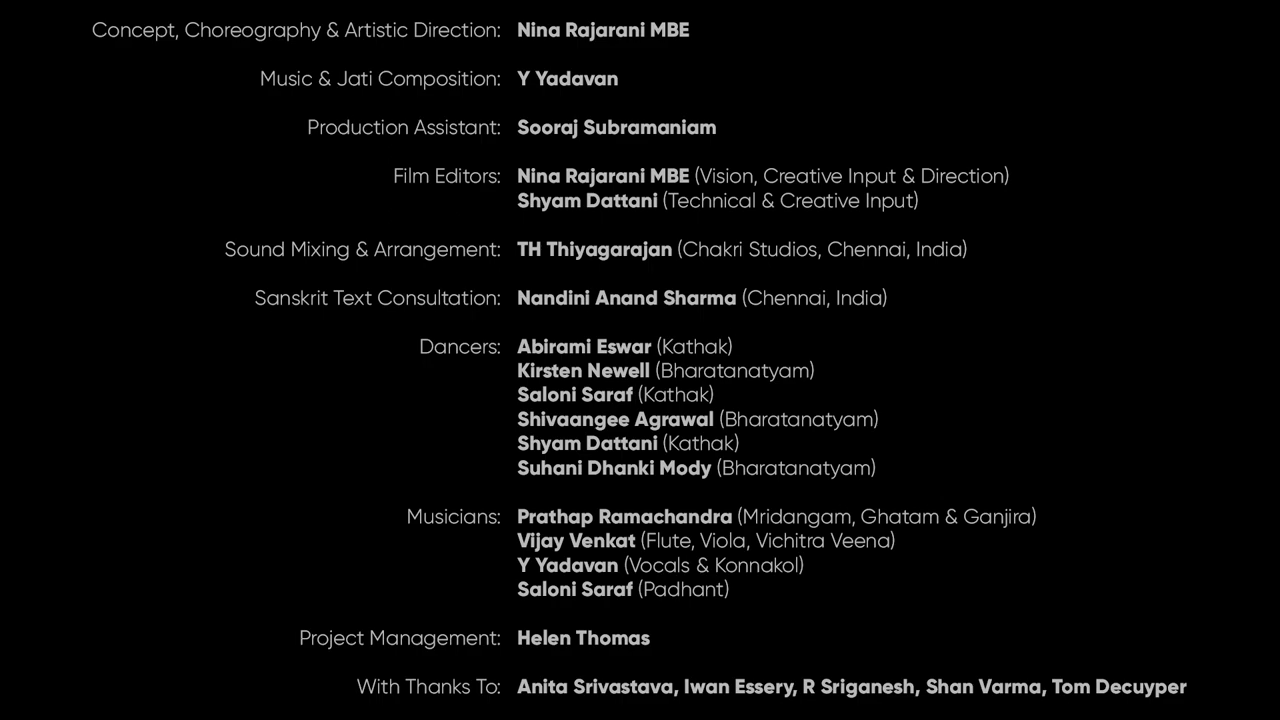 Concept, Choreography & Artistic Direction: Nina Rajarani MBE
Music & Jati Composition: Y Yadavan
Production Assistant: Sooraj Subramaniam
Film Editors: Nina Rajarani MBE (Vision, Creative Input & Direction)
Shyam Dattani (Technical & Creative Input)
Sound Mixing & Arrangement: TH Thiyagarajan (Chakri Studios, Chennai, India)
Sanskrit Text Consultation: Nandini Anand Sharma (Chennai, India)
Dancers: Abirami Eswar (Kathak)
Kirsten Newell (Bharatanatyam)
Saloni Saraf (Kathak)
Shivaangee Agrawal (Bharatanatyam)
Shyam Dattani (Kathak)
Suhani Dhanki Mody (Bharatanatyam)
Musicians: Prathap Ramachandra (Mridangam, Ghatam & Ganjira)
Vijay Venkat (Flute, Viola, Vichitra Veena)
Y Yadavan (Vocals & Konnakol)
Saloni Saraf (Padhant)
Project Management: Helen Thomas
With Thanks To: Anita Srivastava, Iwan Essery, R Sriganesh, Shan Varma, Tom Decuyper